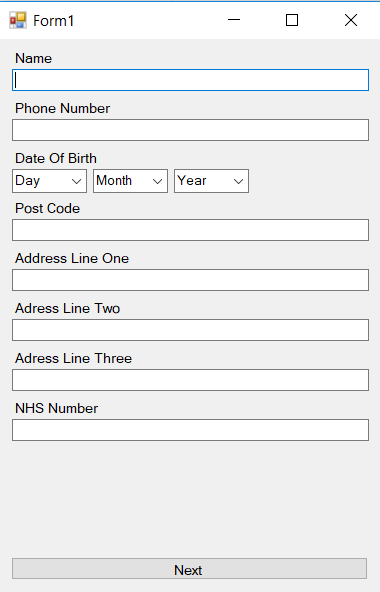 Form1
Name
Phone Number
Date Of Birth
Day Month Year
Post Code
Address Line One
Adress Line Two
Adress Line Three
NHS Number
Next